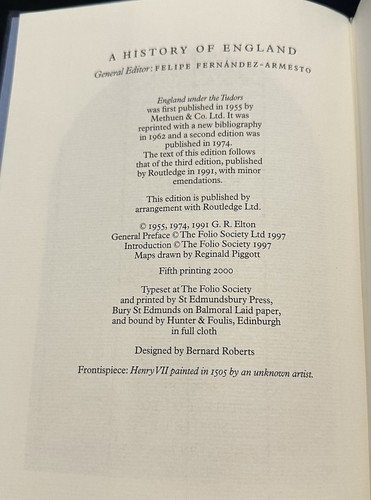 A HISTORY OF ENGLAND
General Editor: FELIPE FERNÁNDEZ-ARMESTO
England under the Tudors
was first published in 1955 by
Methuen & Co. Ltd. It was
reprinted with a new bibliography
in 1962 and a second edition was
published in 1974.
The text of this edition follows
that of the third edition, published
by Routledge in 1991, with minor
emendations.
This edition is published by
arrangement with Routledge Ltd.
© 1955, 1974, 1991 G. R. Elton
General Preface © The Folio Society Ltd 1997
Introduction © The Folio Society 1997
Maps drawn by Reginald Piggott
Fifth printing 2000
Typeset at The Folio Society
and printed by St Edmundsbury Press,
Bury St Edmunds on Balmoral Laid paper,
and bound by Hunter & Foulis, Edinburgh
in full cloth
Designed by Bernard Roberts
Frontispiece: Henry VII painted in 1505 by an unknown artist.